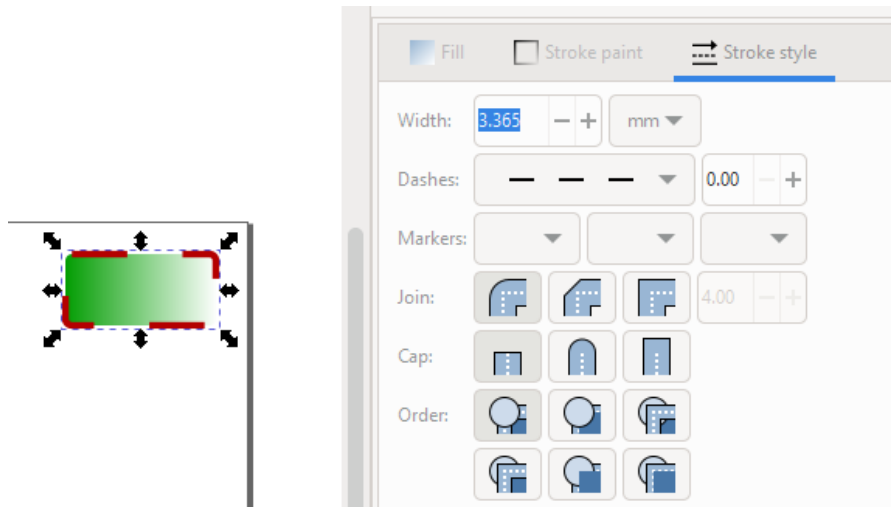 Fill Stroke paint Stroke style
Width: 3.365 mm
Dashes: 0.00
Markers:
Join: 4.00
Cap:
Order: